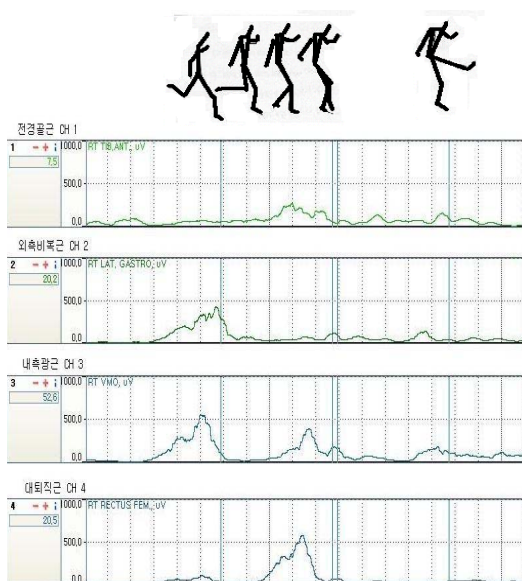 전경골근 CH 1
1 - + i 1000,0 RT TIB.ANT., uV
7,5
500,0
0,0
외측비복근 CH 2
2 - + i 1000,0 RT LAT. GASTRO, uV
20,2
500,0
0,0
내측광근 CH 3
3 - + i 1000,0 RT VMO, uV
52,6
500,0
0,0
대퇴직근 CH 4
4 - + i 1000,0 RT RECTUS FEM., uV
20,5
500,0
0,0